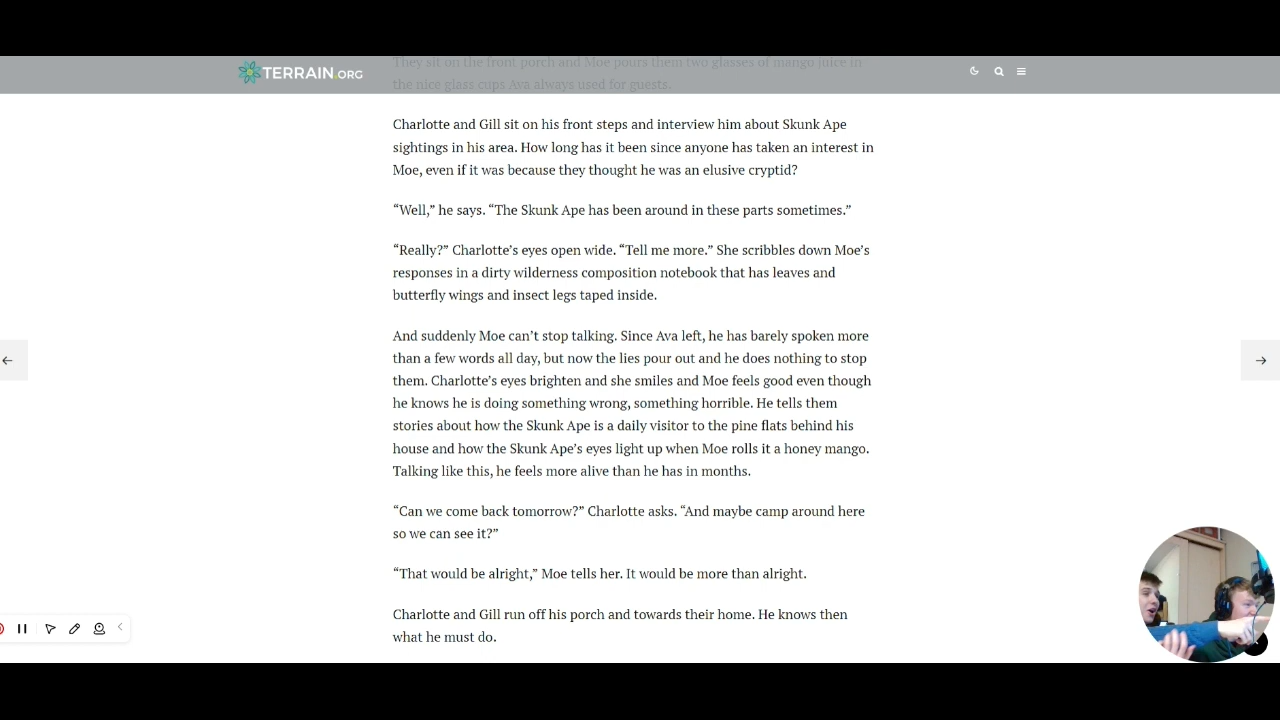 They sit on the front porch and Moe pours them two glasses of mango juice in
TERRAIN.ORG
the nice glass cups Ava always used for guests.
Charlotte and Gill sit on his front steps and interview him about Skunk Ape
sightings in his area. How long has it been since anyone has taken an interest in
Moe, even if it was because they thought he was an elusive cryptid?
“Well,” he says. “The Skunk Ape has been around in these parts sometimes.”
“Really?” Charlotte’s eyes open wide. “Tell me more.” She scribbles down Moe’s
responses in a dirty wilderness composition notebook that has leaves and
butterfly wings and insect legs taped inside.
And suddenly Moe can’t stop talking. Since Ava left, he has barely spoken more
than a few words all day, but now the lies pour out and he does nothing to stop
them. Charlotte’s eyes brighten and she smiles and Moe feels good even though
he knows he is doing something wrong, something horrible. He tells them
stories about how the Skunk Ape is a daily visitor to the pine flats behind his
house and how the Skunk Ape’s eyes light up when Moe rolls it a honey mango.
Talking like this, he feels more alive than he has in months.
“Can we come back tomorrow?” Charlotte asks. “And maybe camp around here
so we can see it?”
“That would be alright,” Moe tells her. It would be more than alright.
Charlotte and Gill run off his porch and towards their home. He knows then
what he must do.